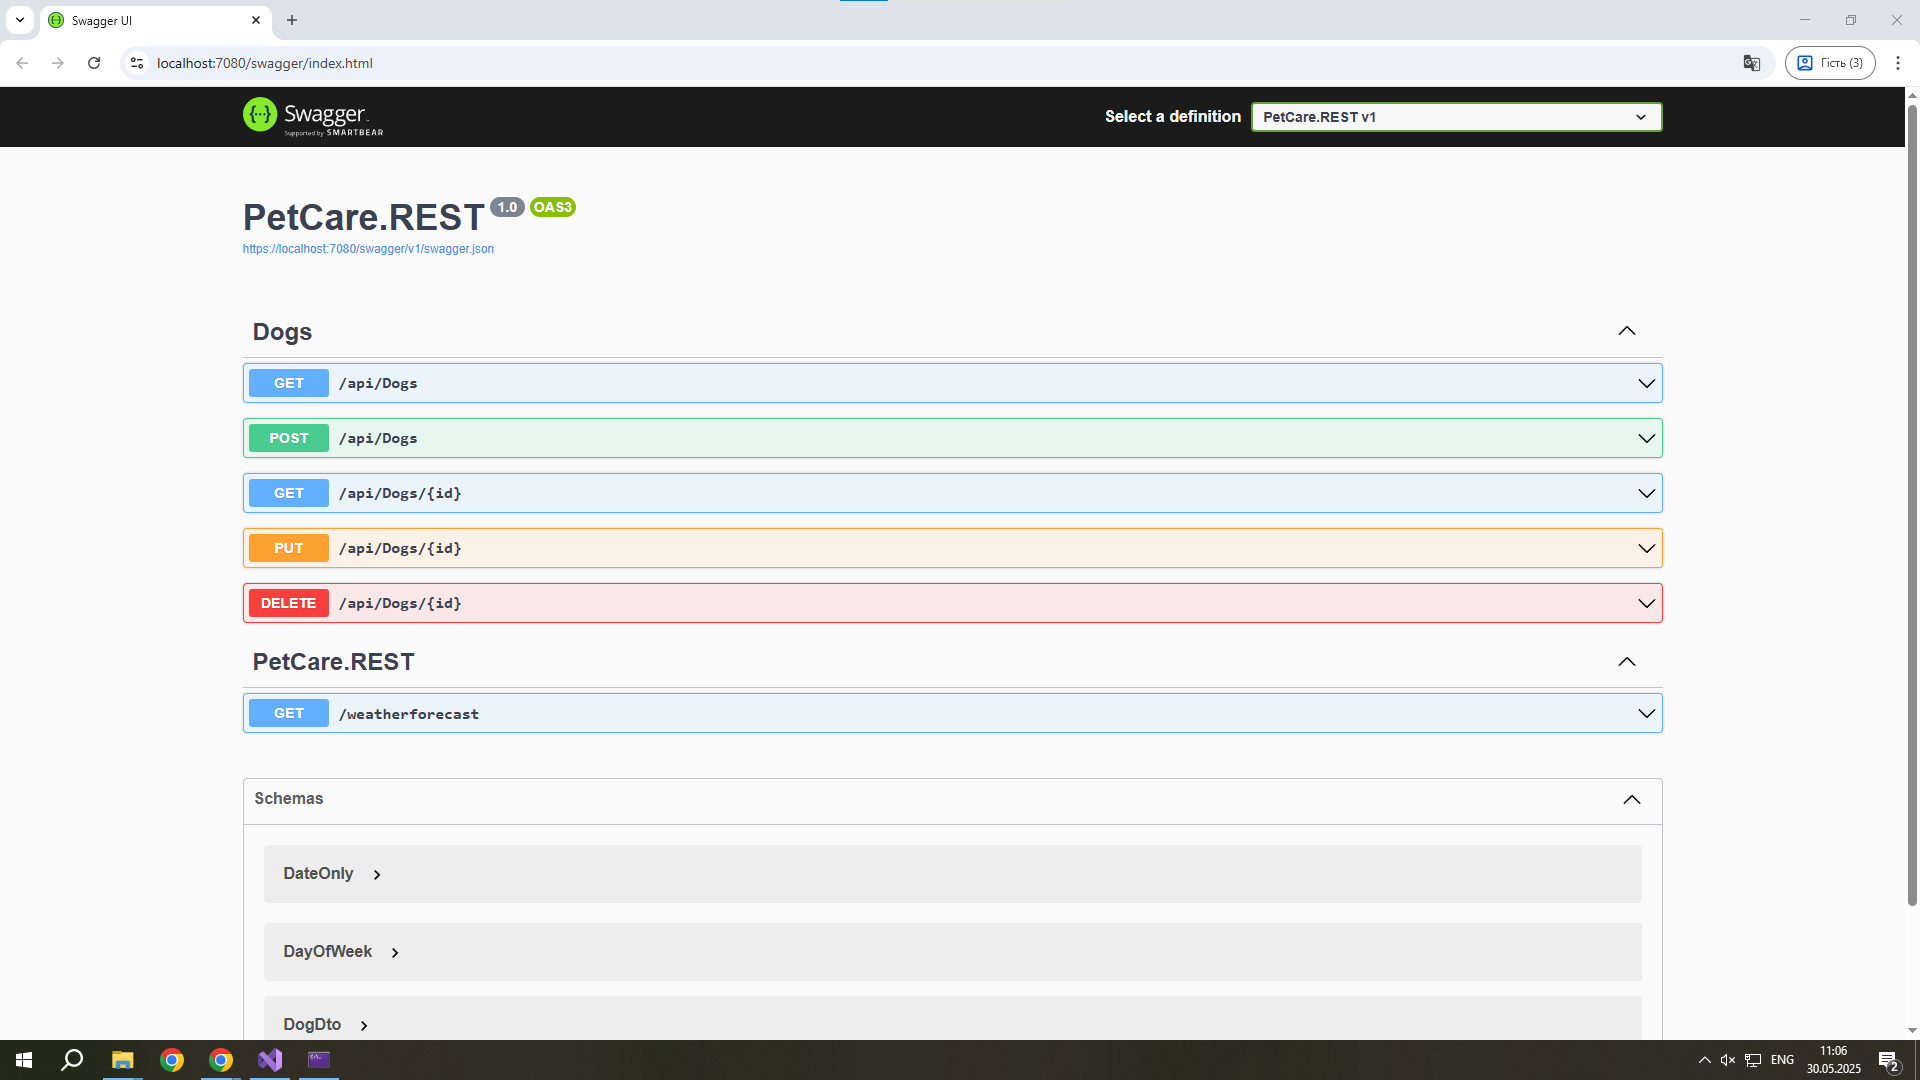 Swagger UI
localhost:7080/swagger/index.html
Гість (3)
Swagger
Supported by SMARTBEAR
Select a definition
PetCare.REST v1
PetCare.REST 1.0 OAS3
https://localhost:7080/swagger/v1/swagger.json
Dogs
GET /api/Dogs
POST /api/Dogs
GET /api/Dogs/{id}
PUT /api/Dogs/{id}
DELETE /api/Dogs/{id}
PetCare.REST
GET /weatherforecast
Schemas
DateOnly
DayOfWeek
DogDto
ENG
11:06
30.05.2025
2